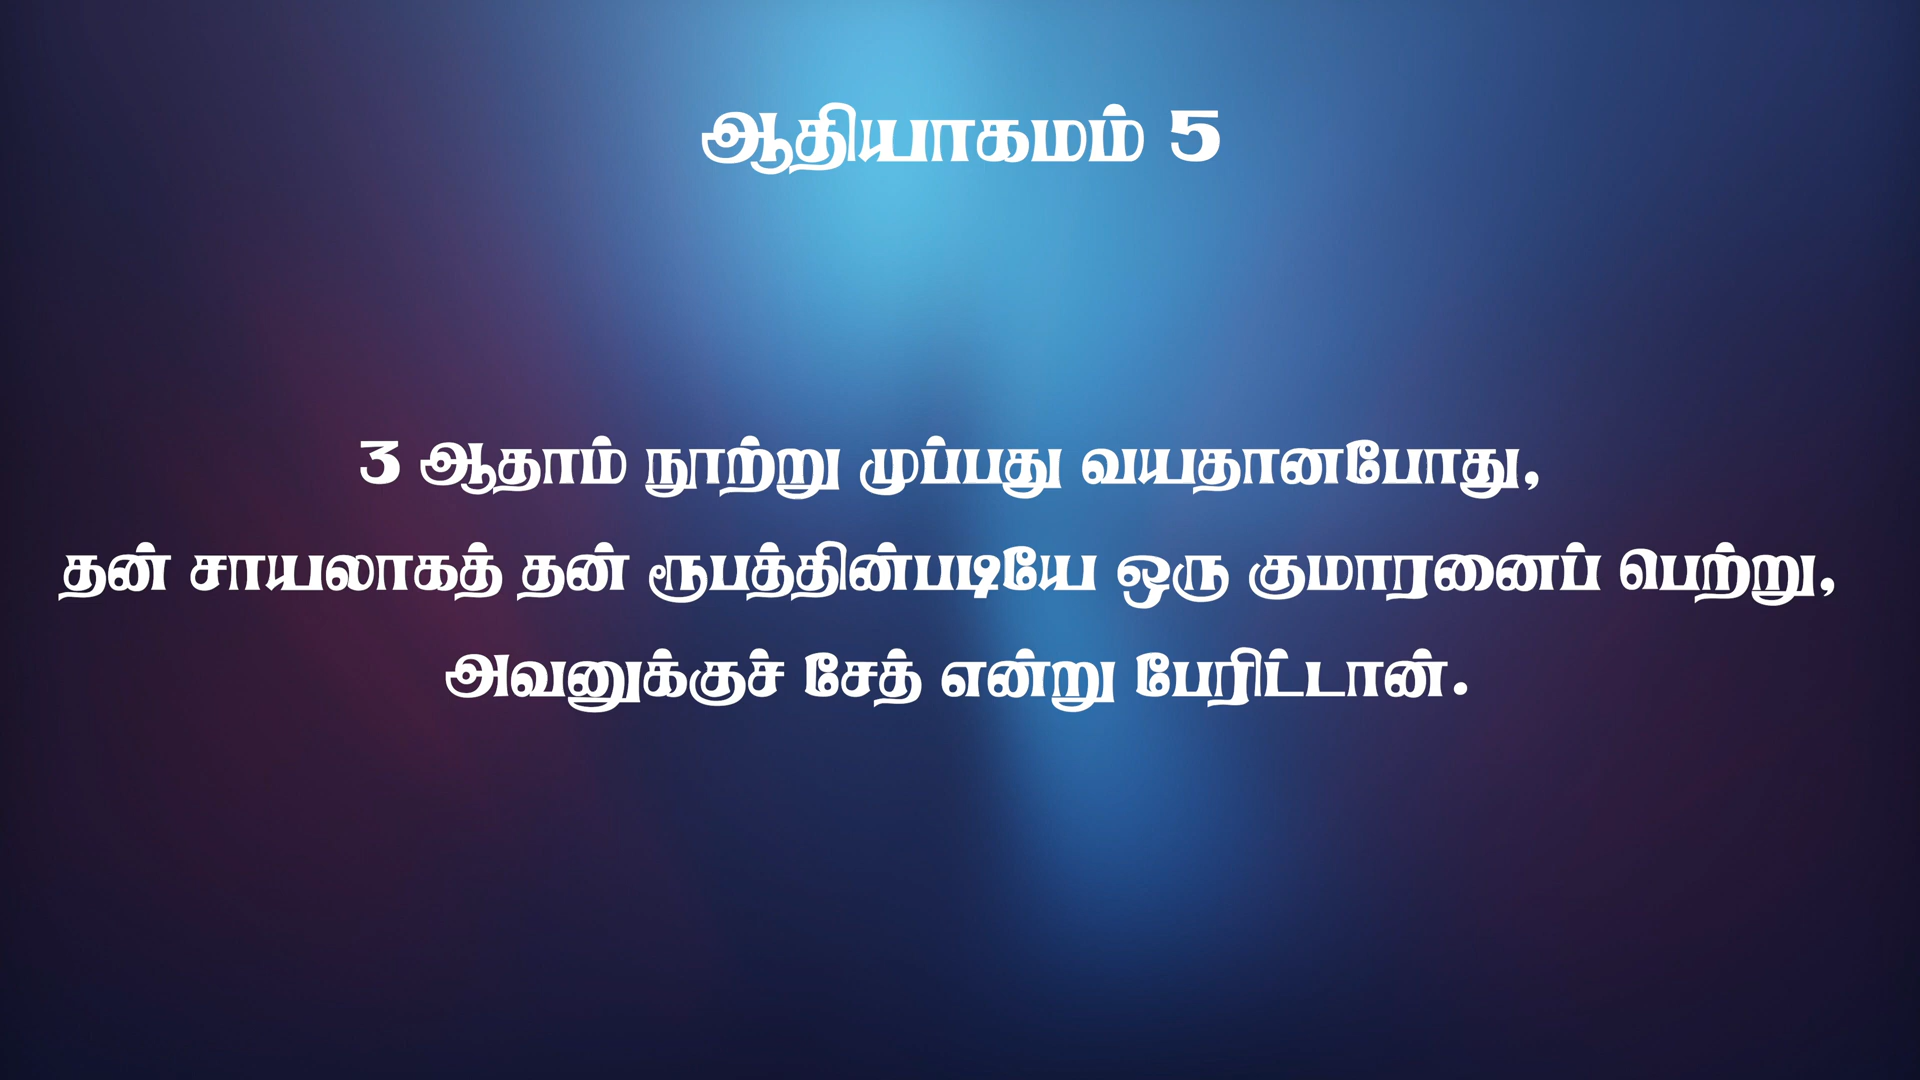 ஆதியாகமம் 5
3 ஆதாம் நூற்று முப்பது வயதானபோது,
தன் சாயலாகத் தன் ரூபத்தின்படியே ஒரு குமாரனைப் பெற்று,
அவனுக்குச் சேத் என்று பேரிட்டான்.